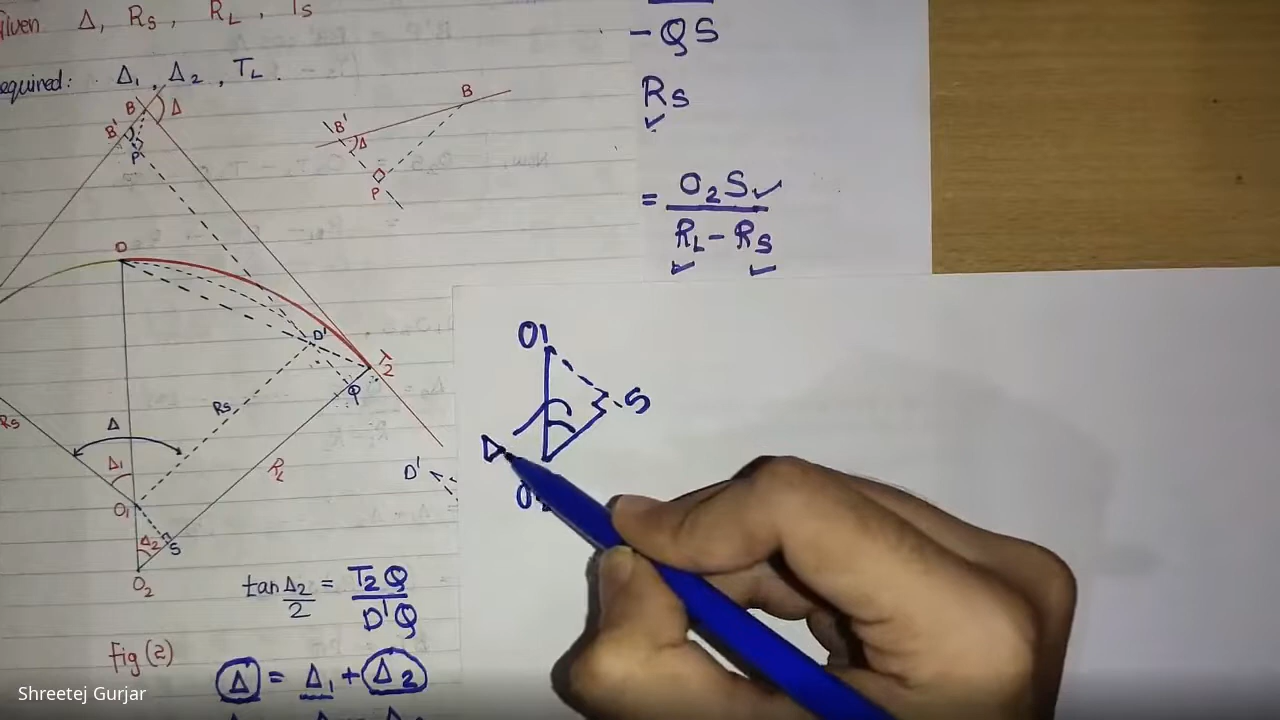 Given Δ, Rs, RL, Ts
Required: Δ1, Δ2, TL.
B Δ
B'
P
B
B'
Δ
P
- QS
Rs
= O2S
RL - Rs
D
D'
T2
Q
Rs
Rs
Δ
Δ1
RL
O1
Δ2
S
O2
D'
O1
S
Δ
tan Δ2/2 = T2Q/D'Q
fig (2)
Δ = Δ1 + Δ2
Shreetej Gurjar